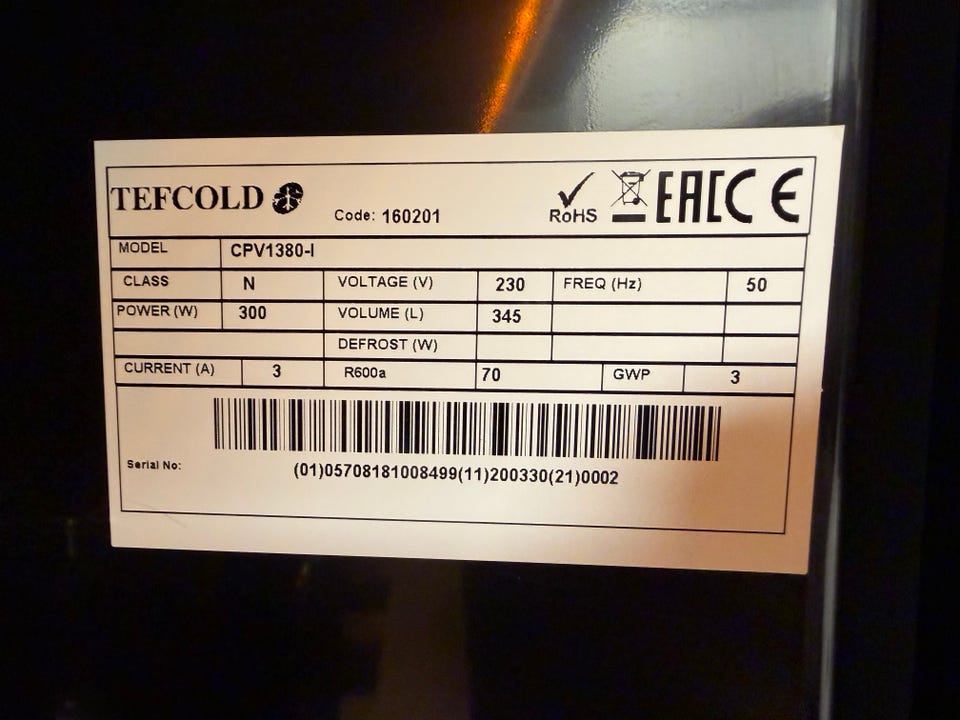 TEFCOLD Code: 160201 RoHS EAC CE
MODEL CPV1380-I
CLASS N VOLTAGE (V) 230 FREQ (Hz) 50
POWER (W) 300 VOLUME (L) 345
DEFROST (W)
CURRENT (A) 3 R600a 70 GWP 3
Serial No: (01)05708181008499(11)200330(21)0002